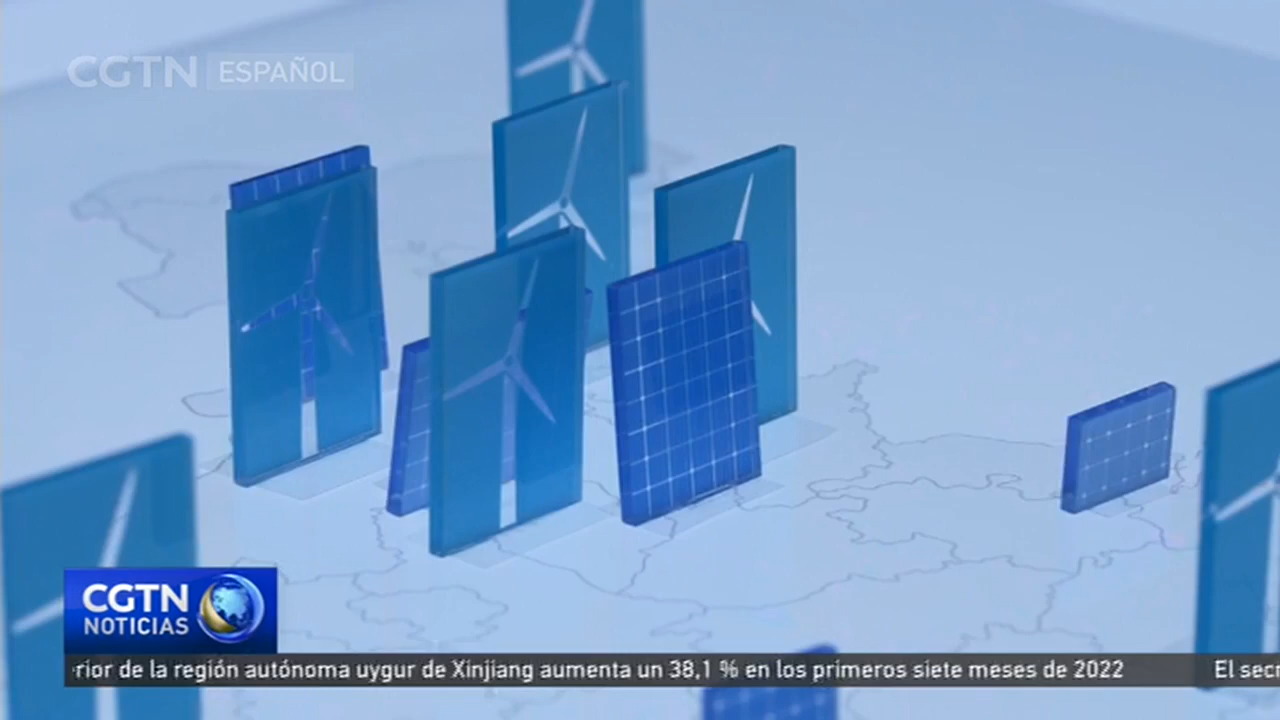 CGTN ESPAÑOL
CGTN
NOTICIAS
rior de la región autónoma uygur de Xinjiang aumenta un 38,1 % en los primeros siete meses de 2022 El secr